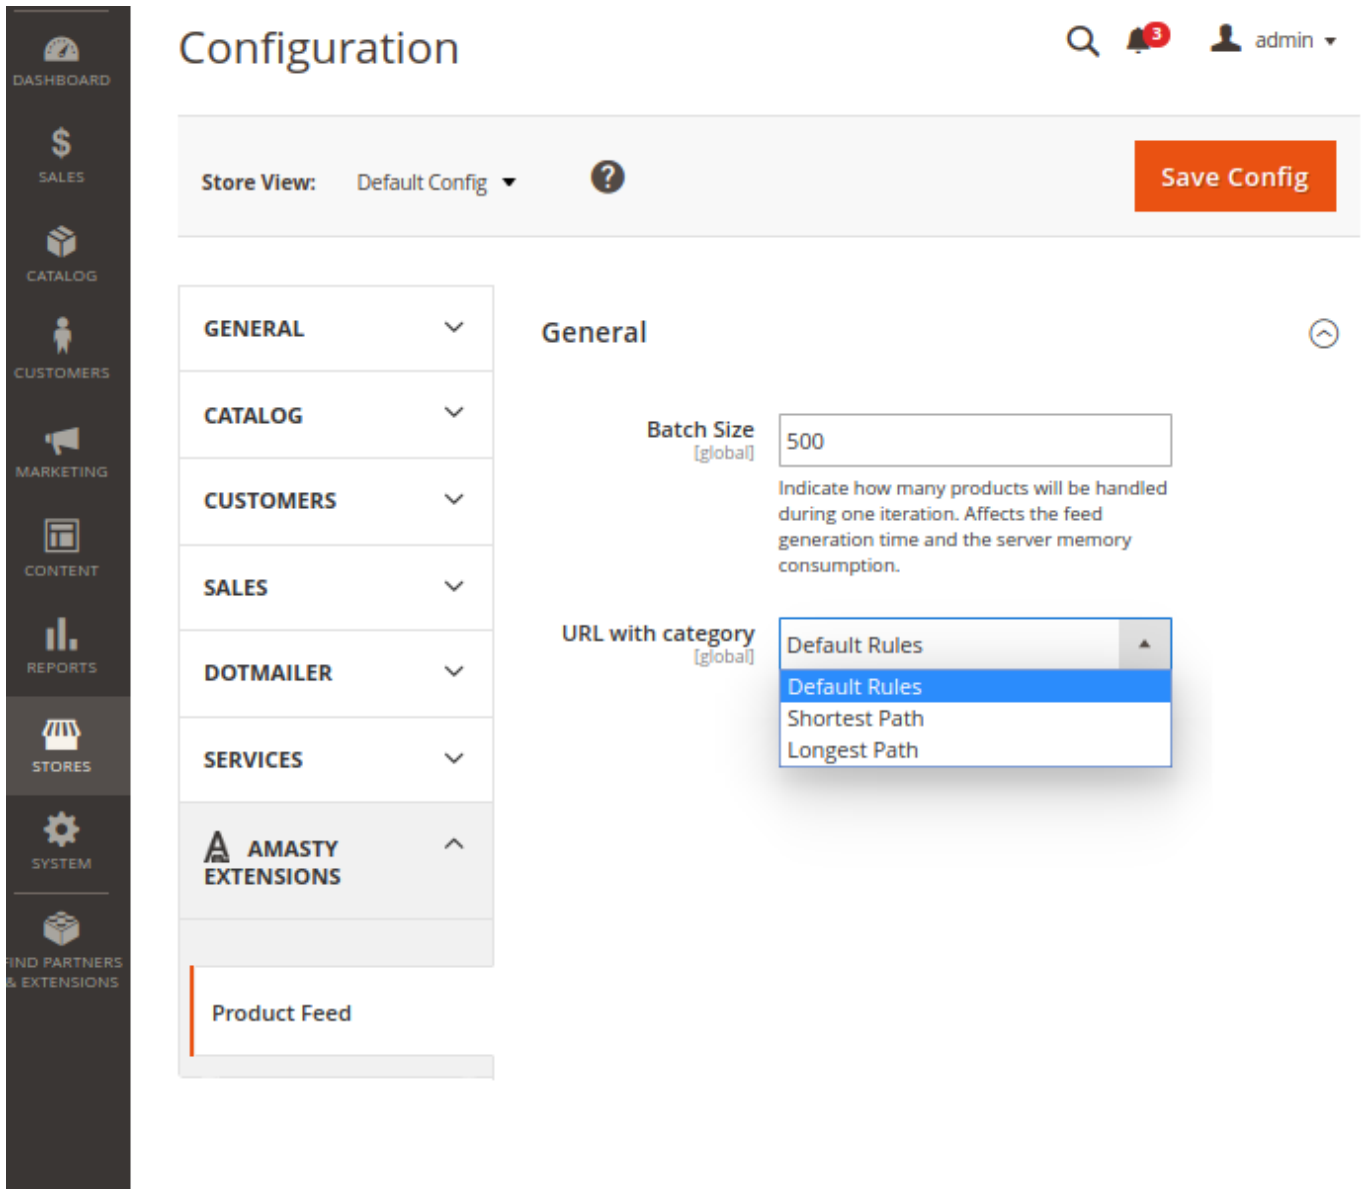 Configuration
3
admin
DASHBOARD
SALES
CATALOG
CUSTOMERS
MARKETING
CONTENT
REPORTS
STORES
SYSTEM
FIND PARTNERS
& EXTENSIONS
Store View:
Default Config
?
Save Config
GENERAL
CATALOG
CUSTOMERS
SALES
DOTMAILER
SERVICES
AMASTY
EXTENSIONS
Product Feed
General
Batch Size
[global]
500
Indicate how many products will be handled
during one iteration. Affects the feed
generation time and the server memory
consumption.
URL with category
[global]
Default Rules
Default Rules
Shortest Path
Longest Path